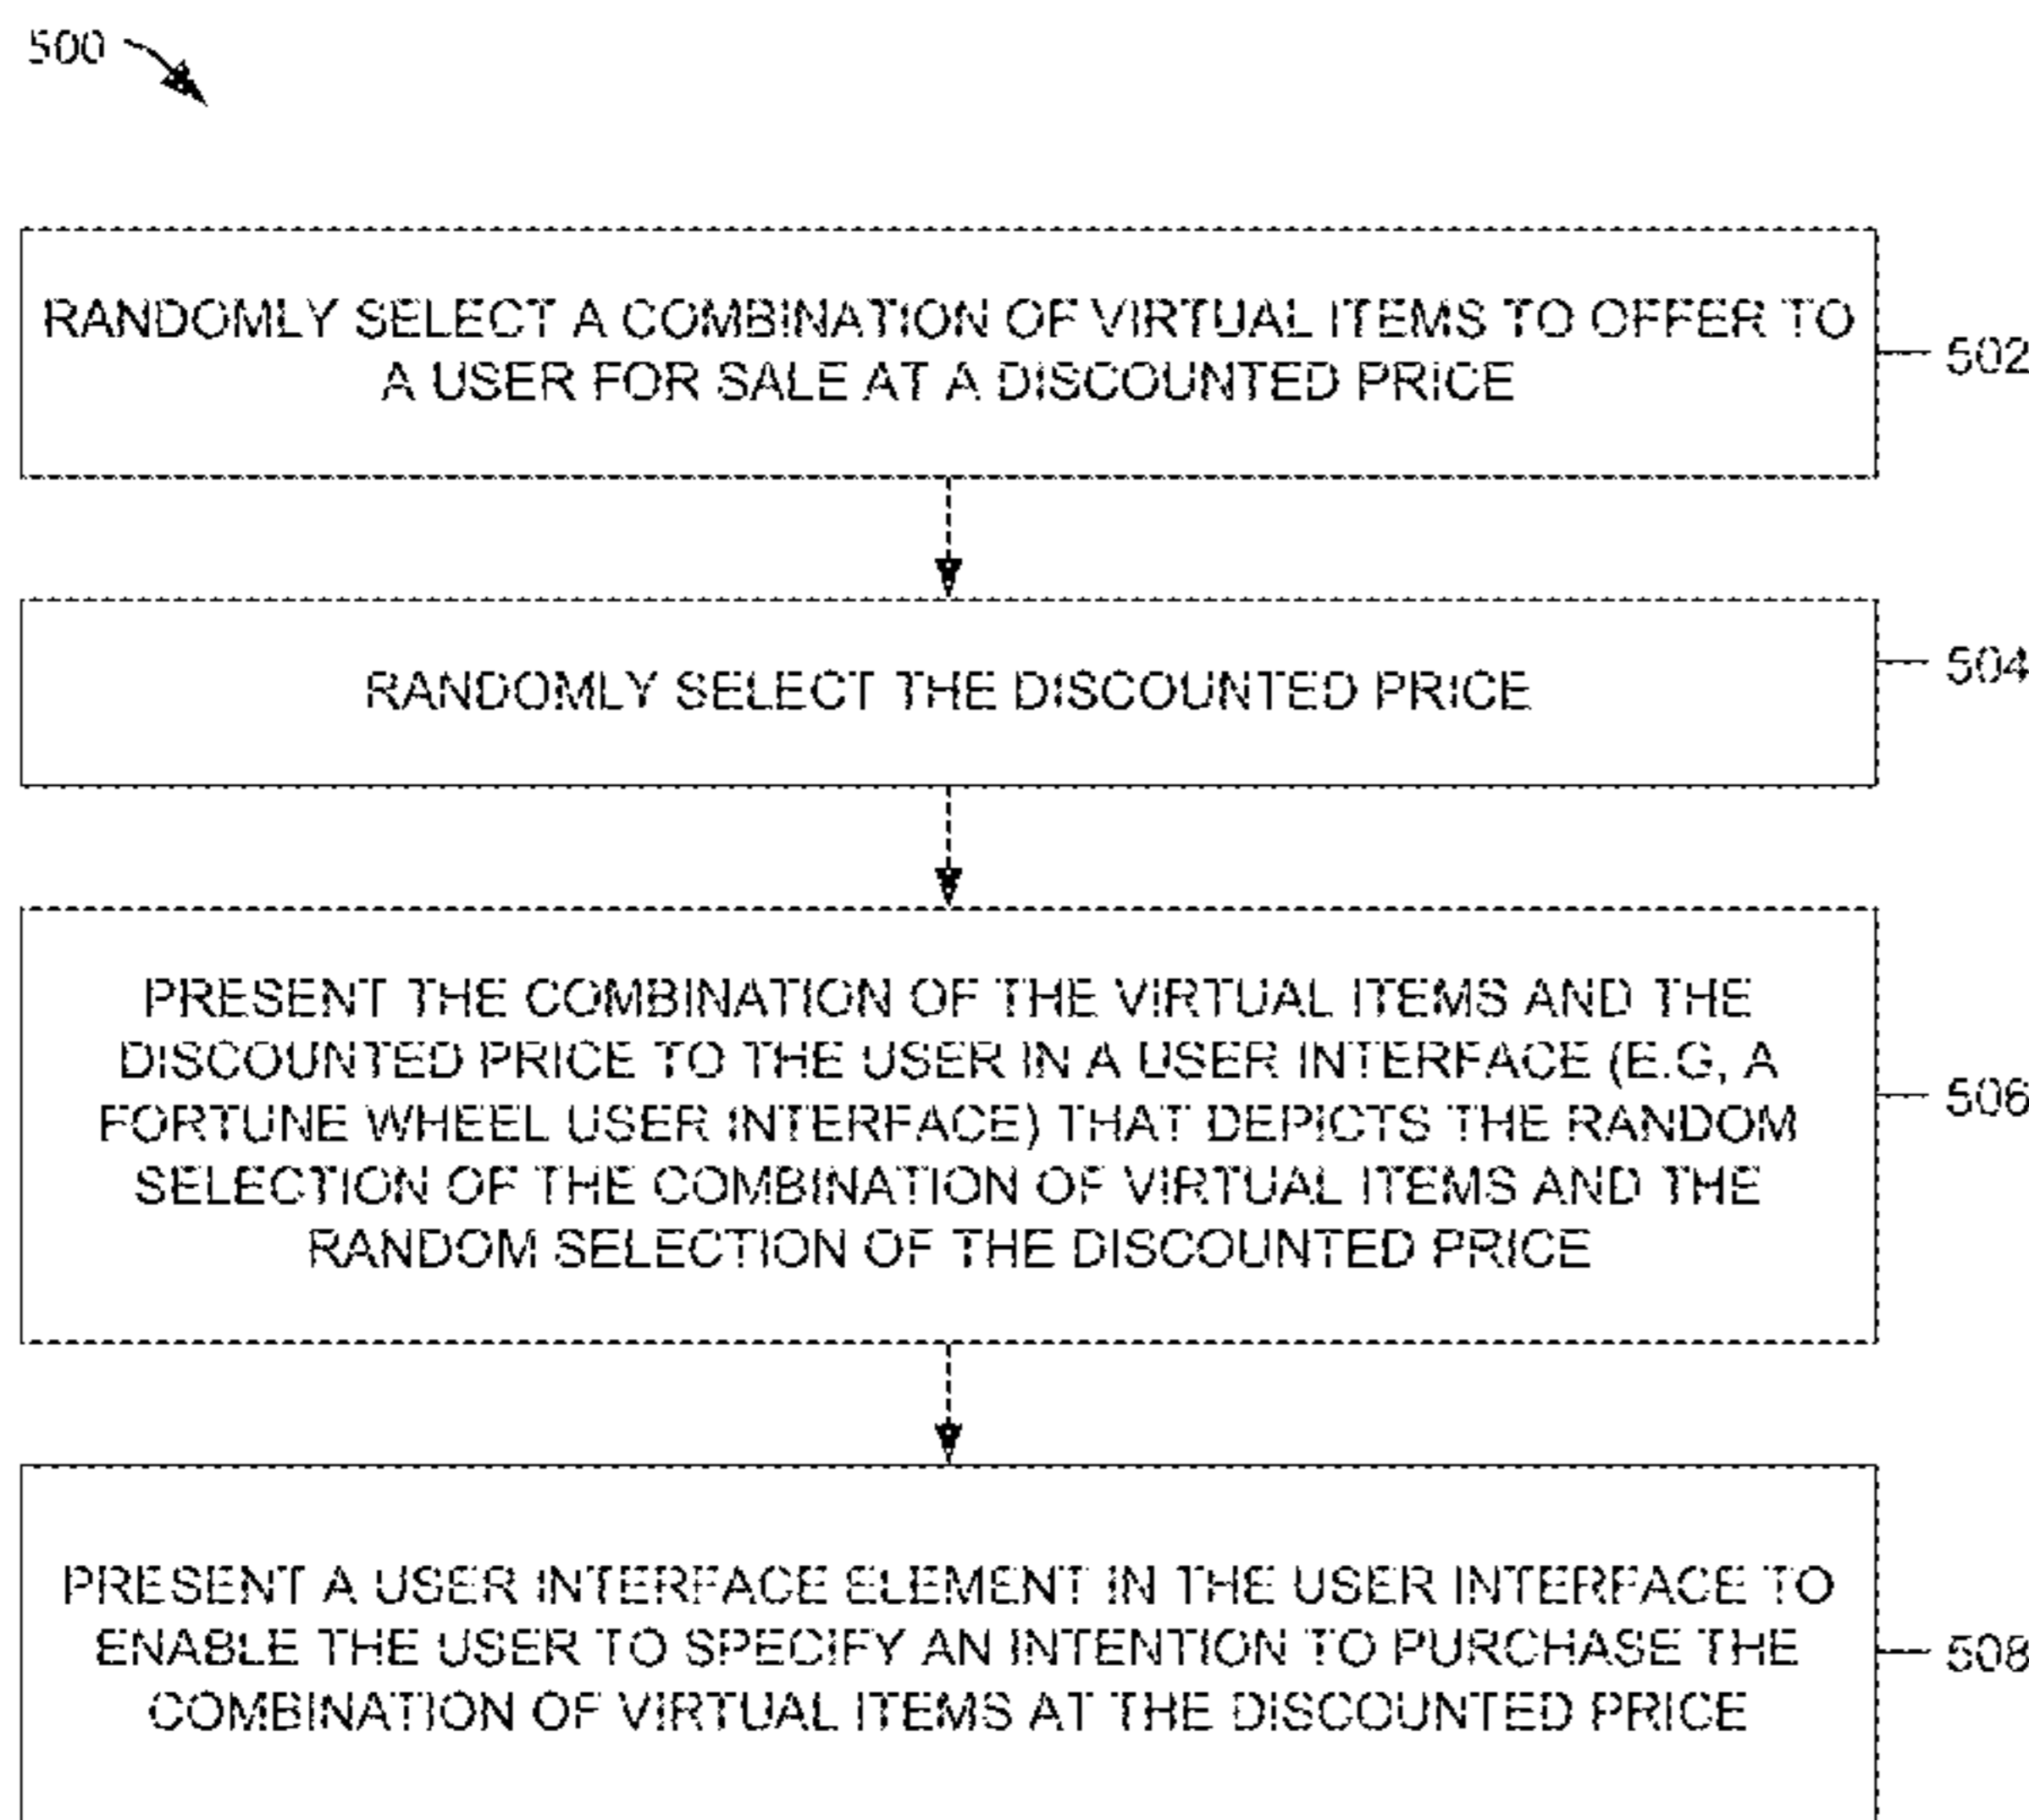 500
RANDOMLY SELECT A COMBINATION OF VIRTUAL ITEMS TO OFFER TO
A USER FOR SALE AT A DISCOUNTED PRICE
502
RANDOMLY SELECT THE DISCOUNTED PRICE
504
PRESENT THE COMBINATION OF THE VIRTUAL ITEMS AND THE
DISCOUNTED PRICE TO THE USER IN A USER INTERFACE (E.G, A
FORTUNE WHEEL USER INTERFACE) THAT DEPICTS THE RANDOM
SELECTION OF THE COMBINATION OF VIRTUAL ITEMS AND THE
RANDOM SELECTION OF THE DISCOUNTED PRICE
506
PRESENT A USER INTERFACE ELEMENT IN THE USER INTERFACE TO
ENABLE THE USER TO SPECIFY AN INTENTION TO PURCHASE THE
COMBINATION OF VIRTUAL ITEMS AT THE DISCOUNTED PRICE
508